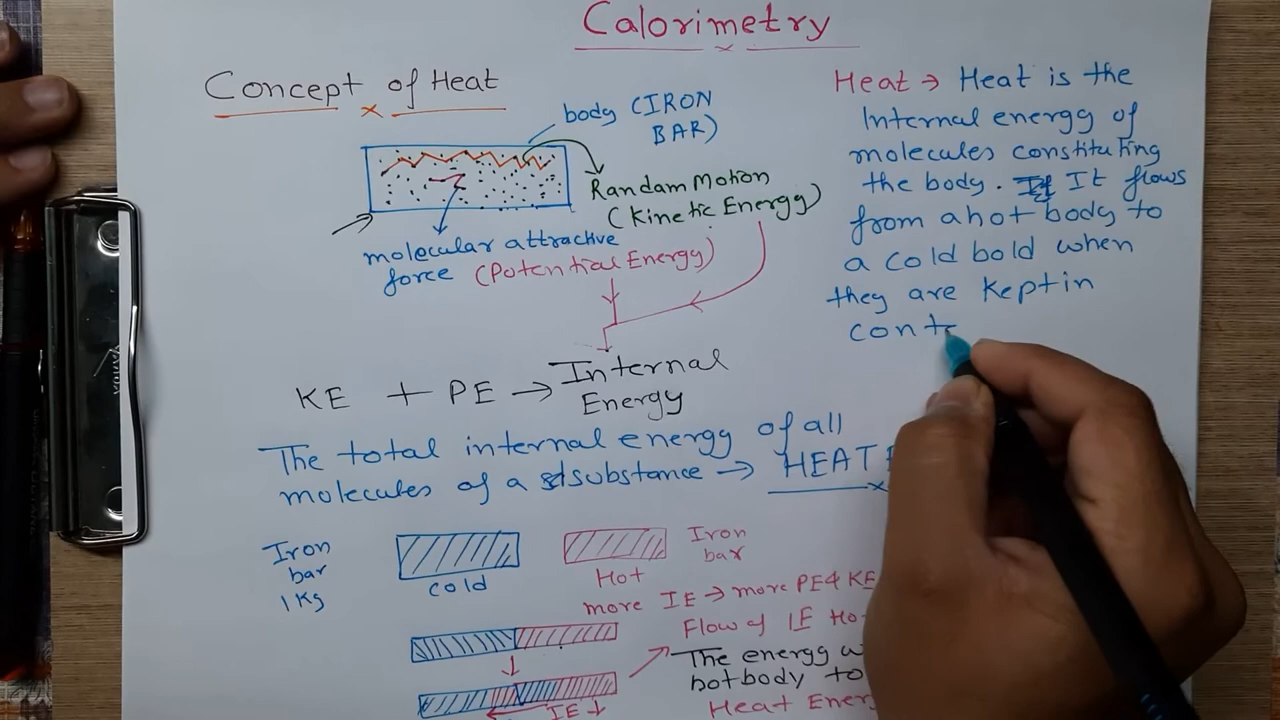 Calorimetry
Concept of Heat
body (IRON
BAR)
Randam Motion
(Kinetic Energy)
molecular attractive
force (Potential Energy)
KE + PE → Internal
Energy
The total internal energy of all
molecules of a substance → HEAT
Iron
bar
1 Kg
Cold
Hot
Iron
bar
more IE → more PE & KE
Flow of IE Ho
The energy w
hotbody to
Heat Ener
IE ↓
Heat → Heat is the
Internal energy of
molecules constituting
the body. It flows
from a hot body to
a cold bold when
they are kept in
cont